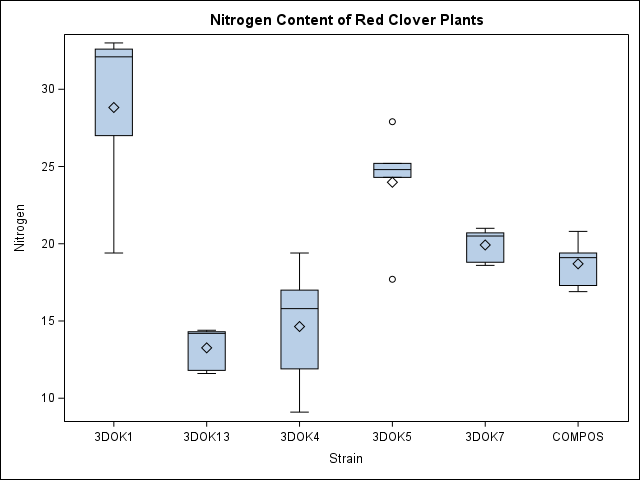 Nitrogen Content of Red Clover Plants
30
25
20
15
10
Nitrogen
3DOK1 3DOK13 3DOK4 3DOK5 3DOK7 COMPOS
Strain